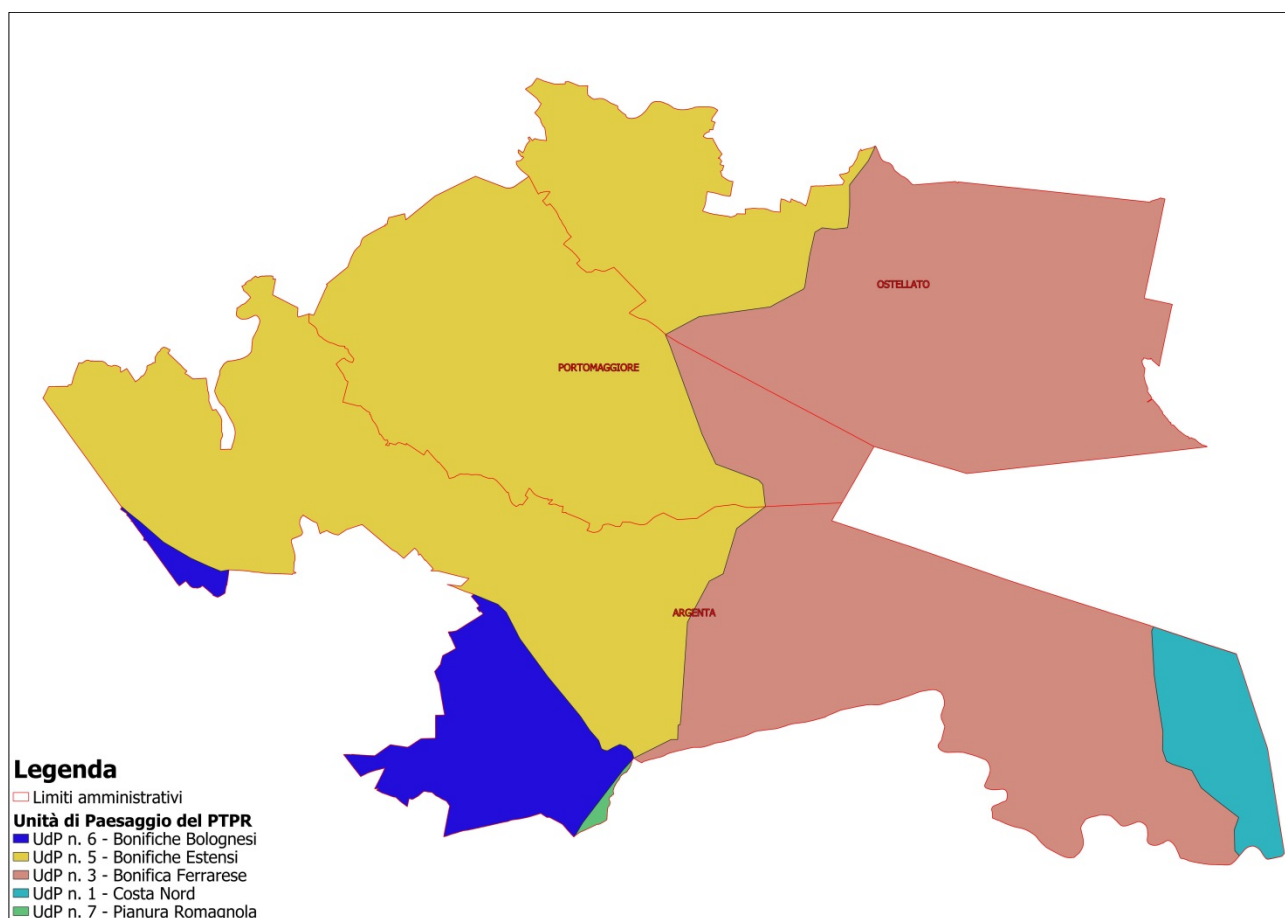 OSTELLATO
PORTOMAGGIORE
ARGENTA
Legenda
Limiti amministrativi
Unità di Paesaggio del PTPR
UdP n. 6 - Bonifiche Bolognesi
UdP n. 5 - Bonifiche Estensi
UdP n. 3 - Bonifica Ferrarese
UdP n. 1 - Costa Nord
UdP n. 7 - Pianura Romagnola